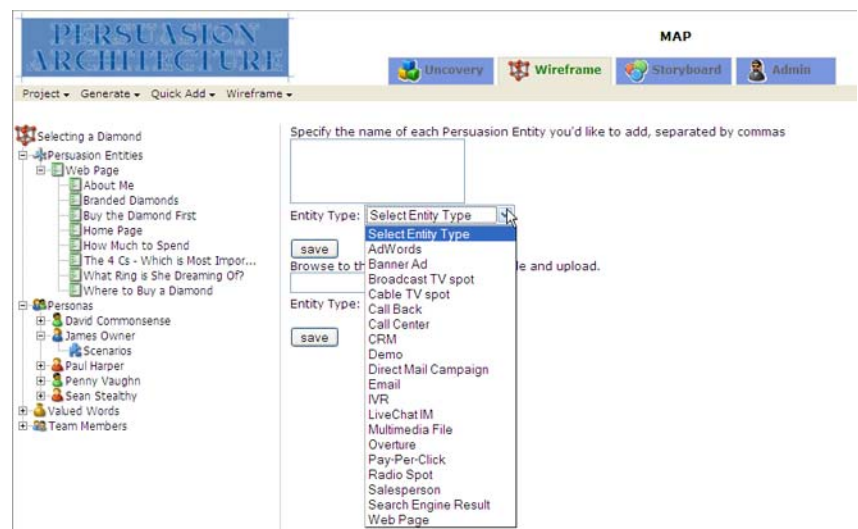 PERSUASION
ARCHITECTURE
MAP
Uncovery
Wireframe
Storyboard
Admin
Project
Generate
Quick Add
Wireframe
Selecting a Diamond
Persuasion Entities
Web Page
About Me
Branded Diamonds
Buy the Diamond First
Home Page
How Much to Spend
The 4 Cs - Which is Most Impor...
What Ring is She Dreaming Of?
Where to Buy a Diamond
Personas
David Commonsense
James Owner
Scenarios
Paul Harper
Penny Vaughn
Sean Stealthy
Valued Words
Team Members
Specify the name of each Persuasion Entity you'd like to add, separated by commas
Entity Type: Select Entity Type
Select Entity Type
AdWords
Banner Ad
Broadcast TV spot
Cable TV spot
Call Back
Call Center
CRM
Demo
Direct Mail Campaign
Email
IVR
LiveChat IM
Multimedia File
Overture
Pay-Per-Click
Radio Spot
Salesperson
Search Engine Result
Web Page
save
Browse to th le and upload.
Entity Type:
save